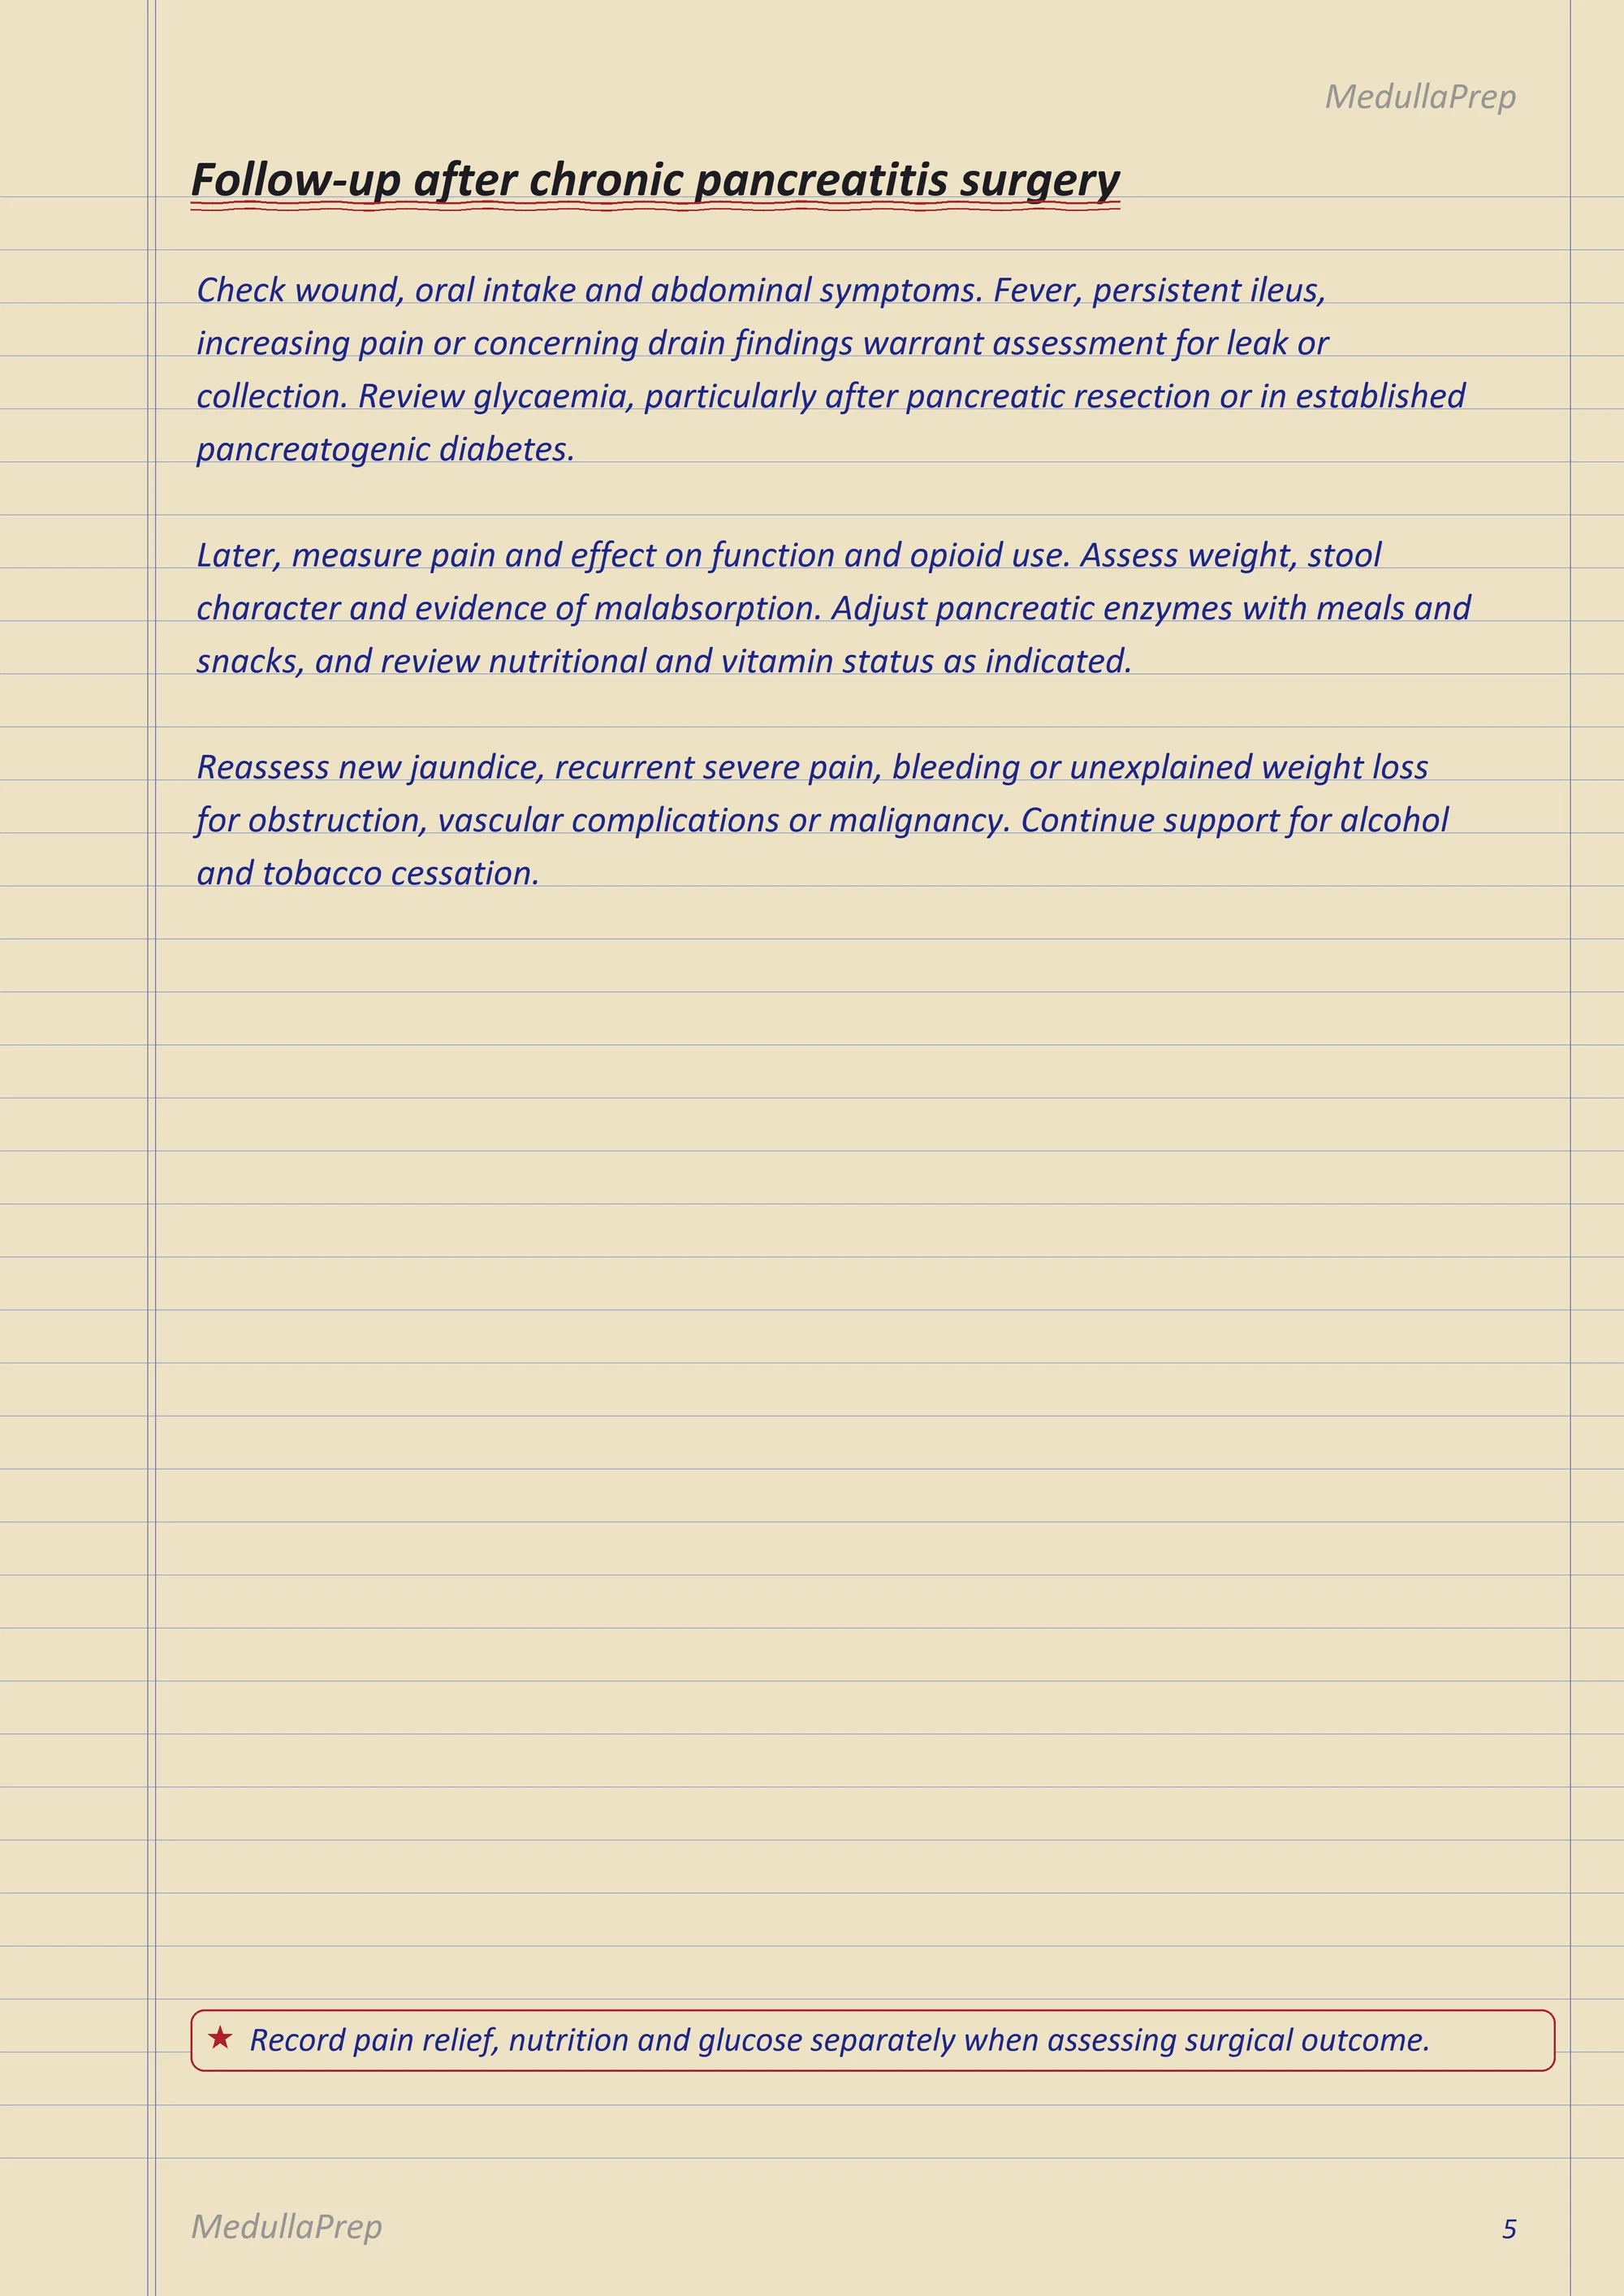 MedullaPrep
Follow-up after chronic pancreatitis surgery
Check wound, oral intake and abdominal symptoms. Fever, persistent ileus,
increasing pain or concerning drain findings warrant assessment for leak or
collection. Review glycaemia, particularly after pancreatic resection or in established
pancreatogenic diabetes.
Later, measure pain and effect on function and opioid use. Assess weight, stool
character and evidence of malabsorption. Adjust pancreatic enzymes with meals and
snacks, and review nutritional and vitamin status as indicated.
Reassess new jaundice, recurrent severe pain, bleeding or unexplained weight loss
for obstruction, vascular complications or malignancy. Continue support for alcohol
and tobacco cessation.
★ Record pain relief, nutrition and glucose separately when assessing surgical outcome.
MedullaPrep
5